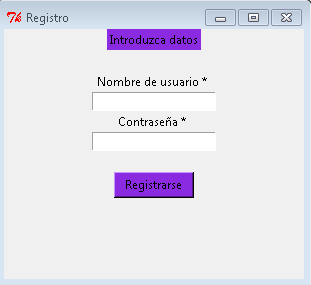 Registro
Introduzca datos
Nombre de usuario *
Contraseña *
Registrarse